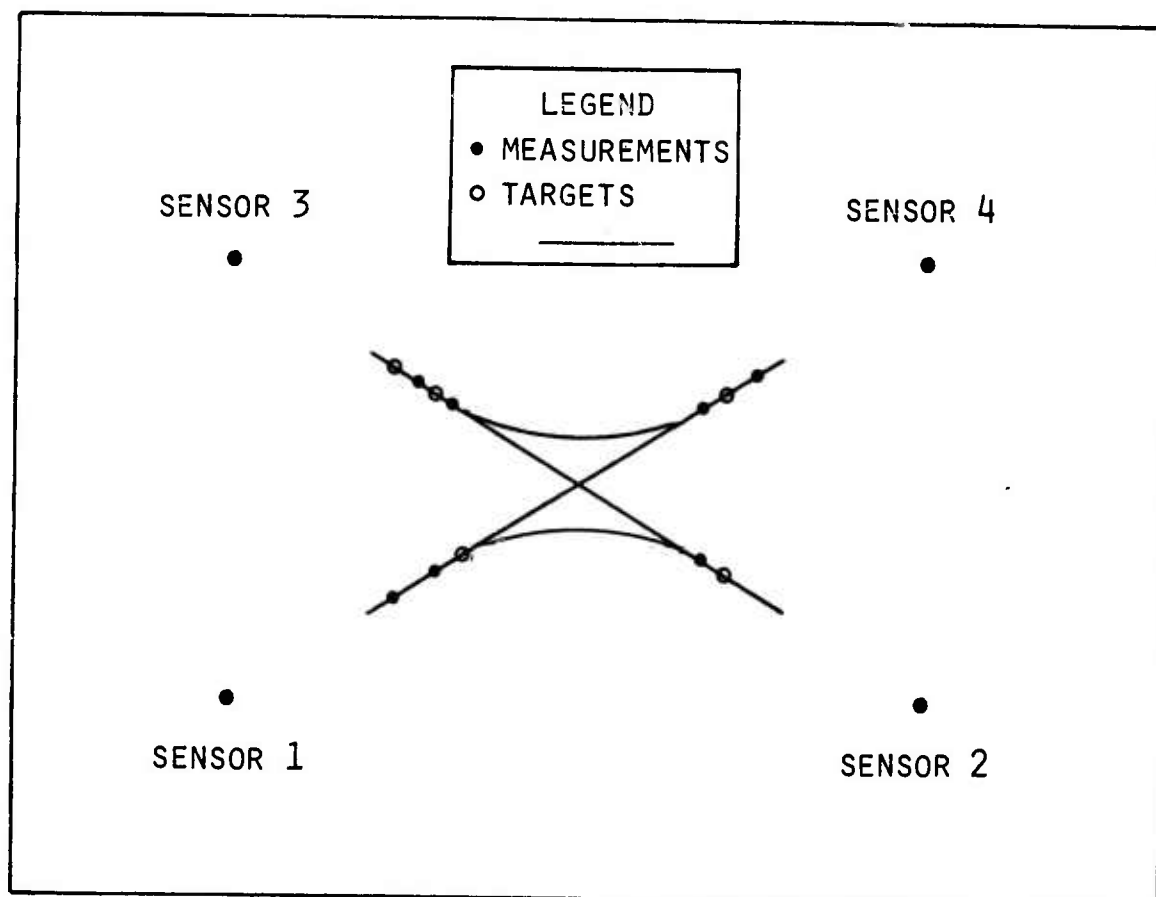 LEGEND
MEASUREMENTS
TARGETS
SENSOR 3
SENSOR 4
SENSOR 1
SENSOR 2